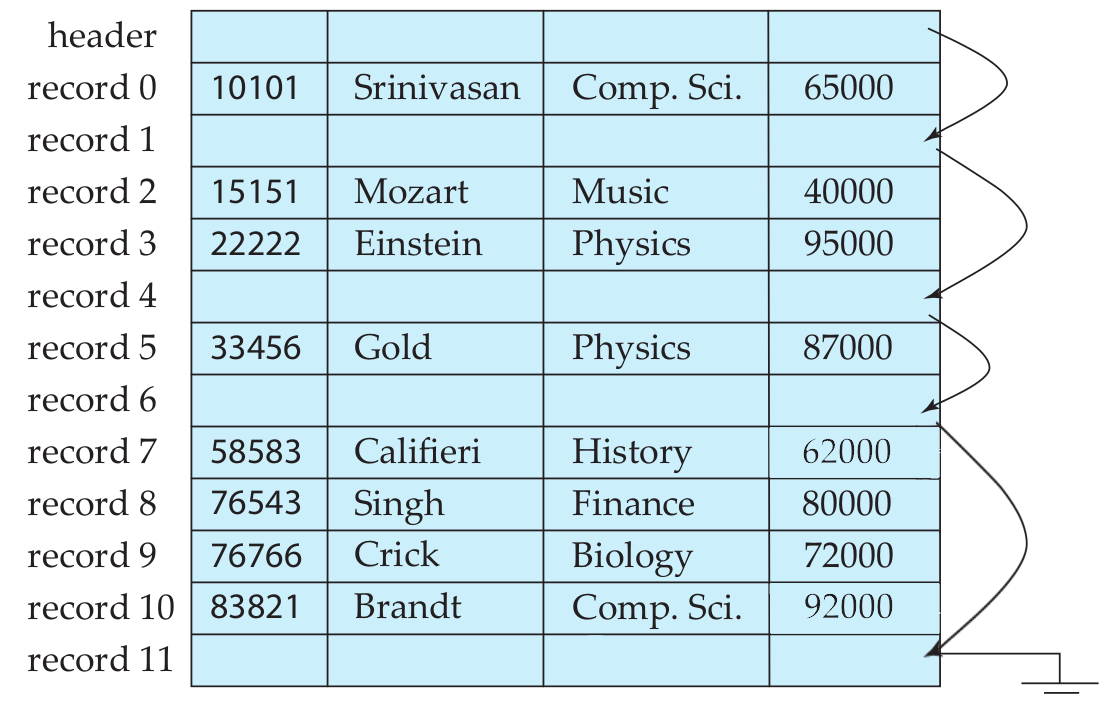 header
record 0 10101 Srinivasan Comp. Sci. 65000
record 1
record 2 15151 Mozart Music 40000
record 3 22222 Einstein Physics 95000
record 4
record 5 33456 Gold Physics 87000
record 6
record 7 58583 Califieri History 62000
record 8 76543 Singh Finance 80000
record 9 76766 Crick Biology 72000
record 10 83821 Brandt Comp. Sci. 92000
record 11